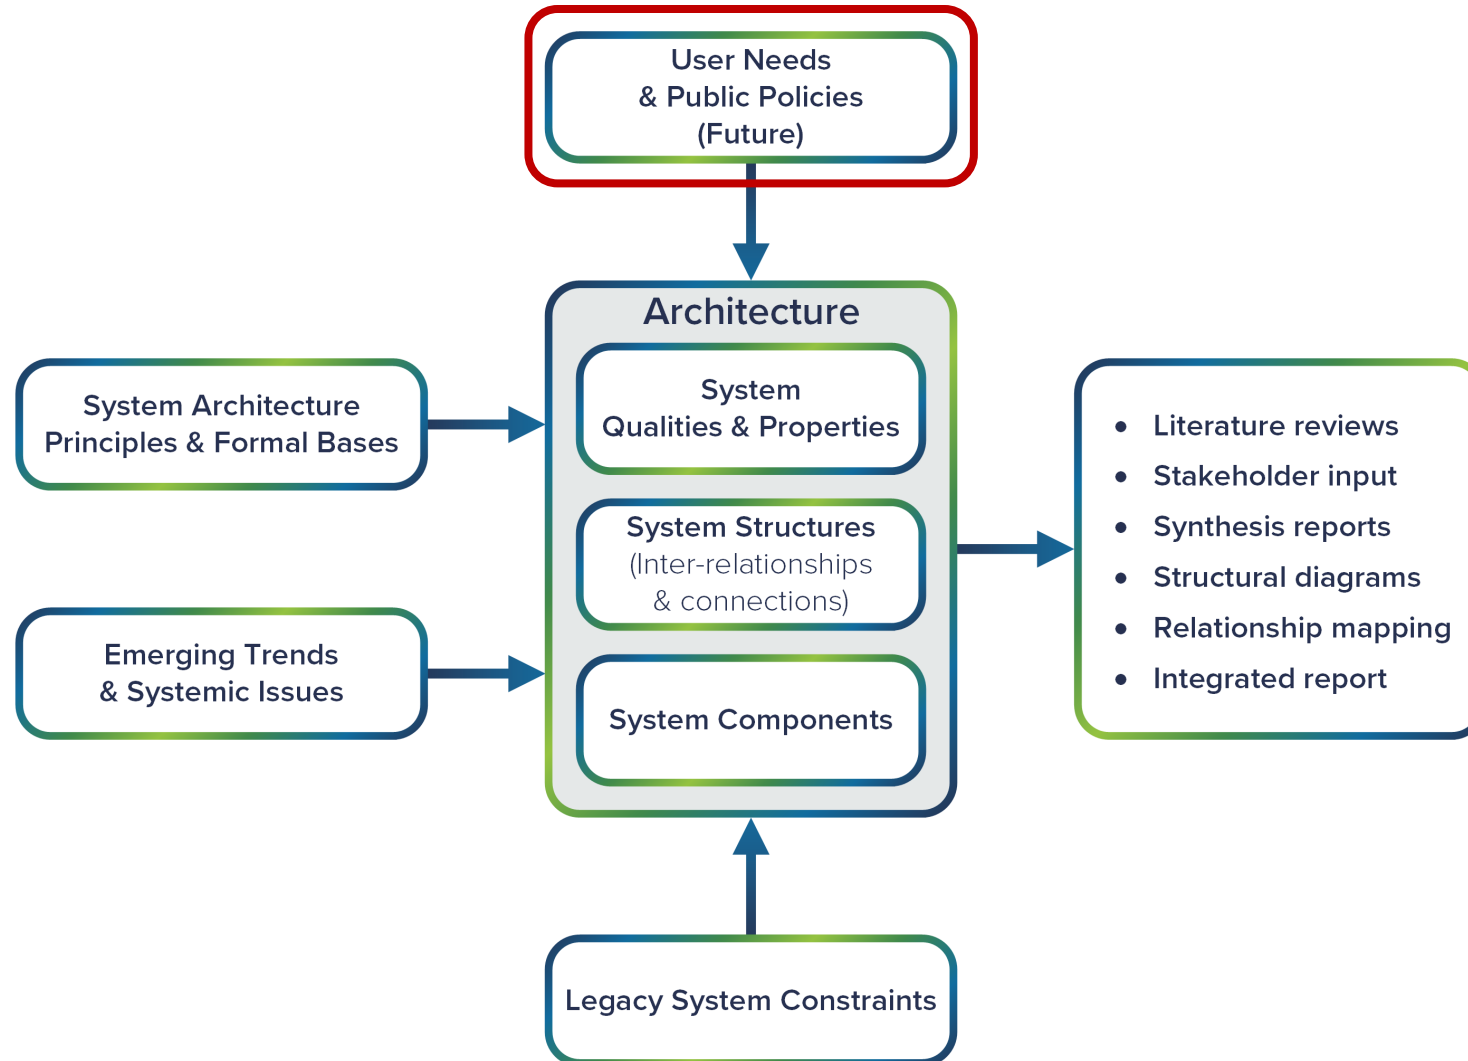 User Needs
& Public Policies
(Future)
Architecture
System
Qualities & Properties
System Structures
(Inter-relationships
& connections)
System Components
System Architecture
Principles & Formal Bases
Emerging Trends
& Systemic Issues
• Literature reviews
• Stakeholder input
• Synthesis reports
• Structural diagrams
• Relationship mapping
• Integrated report
Legacy System Constraints